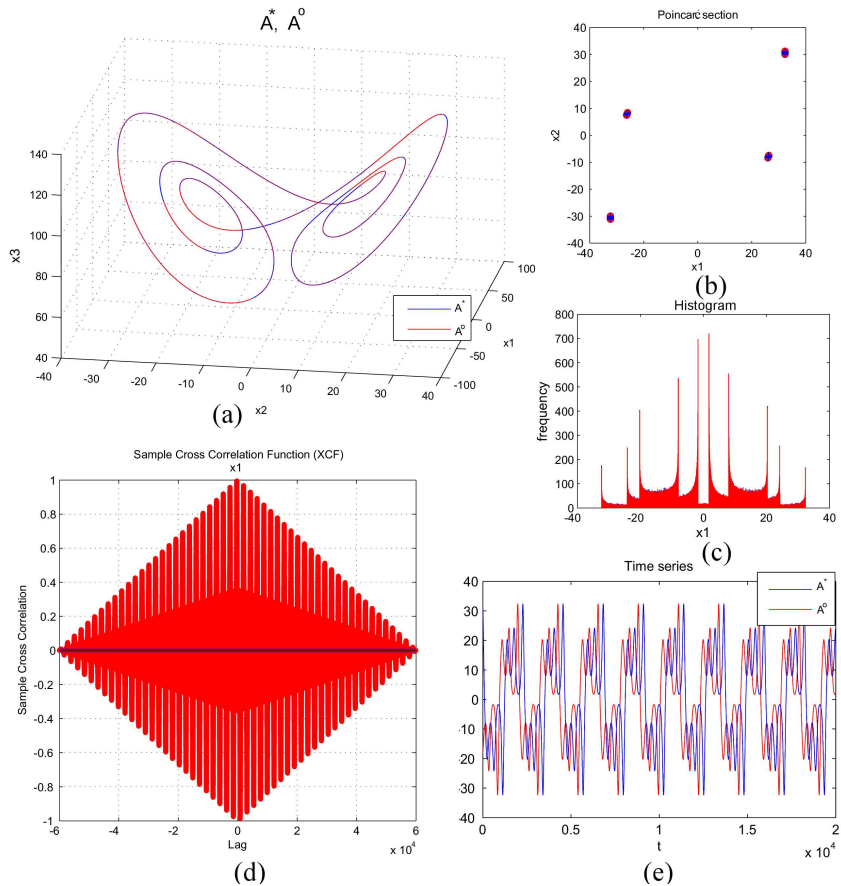 A*, A°
x3
140
120
100
80
60
40
-40
-30
-20
-10
0
10
20
30
40
x2
100
50
0
-50
-100
x1
A*
A°
(a)
Poincaré section
x2
40
30
20
10
0
-10
-20
-30
-40
-40
-20
0
20
40
x1
(b)
Histogram
frequency
800
700
600
500
400
300
200
100
0
-40
-20
0
20
40
x1
(c)
Sample Cross Correlation Function (XCF)
x1
Sample Cross Correlation
1
0.8
0.6
0.4
0.2
0
-0.2
-0.4
-0.6
-0.8
-1
-6
-4
-2
0
2
4
6
Lag
x 10⁴
(d)
Time series
A*
A°
x1
40
30
20
10
0
-10
-20
-30
-40
0
0.5
1
1.5
2
t
x 10⁴
(e)